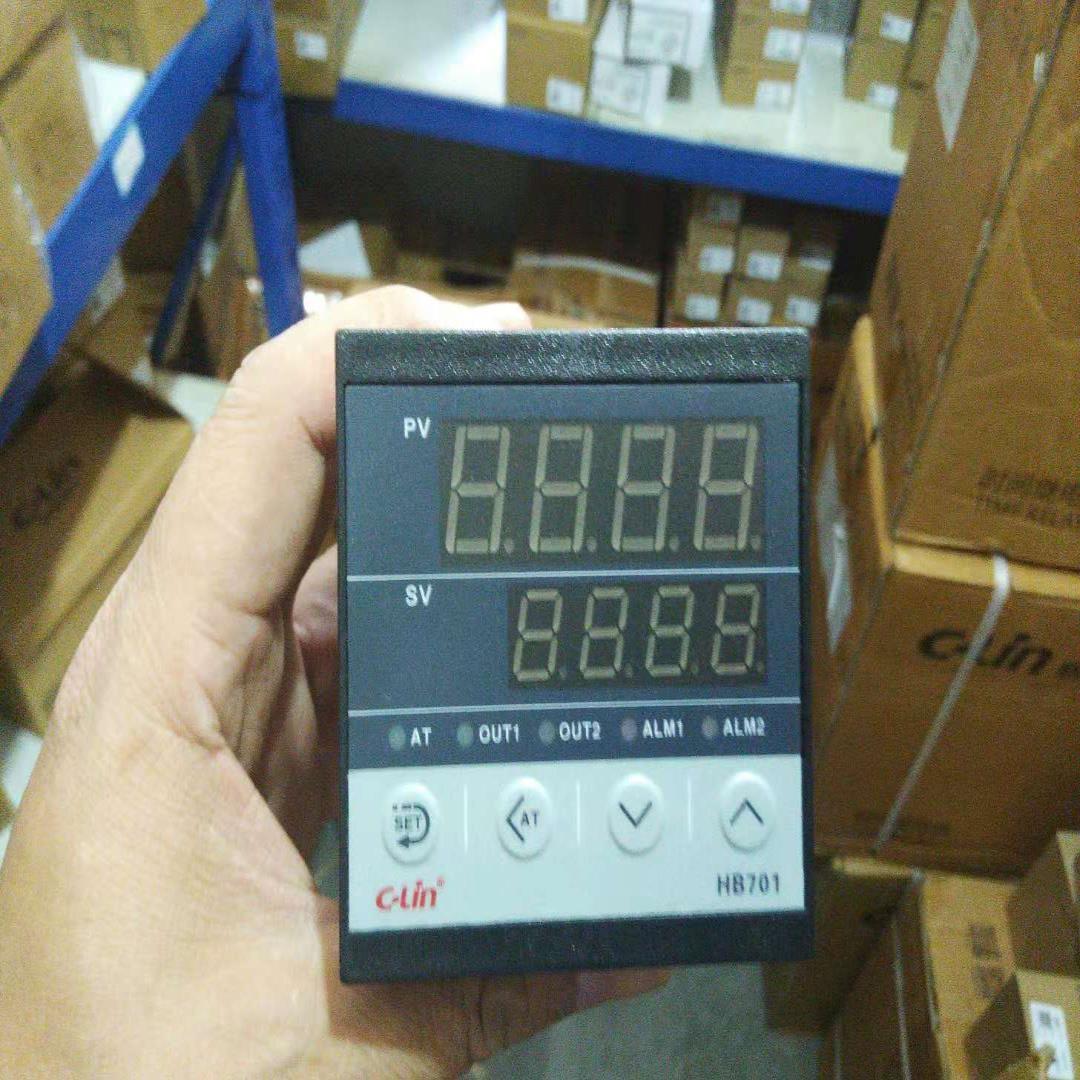 PV
SV
AT OUT1 OUT2 ALM1 ALM2
SET
AT
C-Lin®
HB701
C-Lin